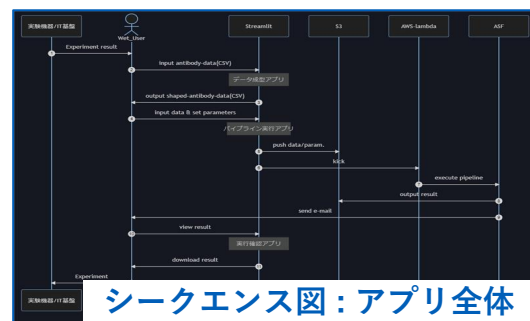 実験機器/IT基盤
Wet_User
Streamlit
S3
AWS-lambda
ASF
Experiment result
input antibody-data(CSV)
データ成型アプリ
output shaped-antibody-data(CSV)
input data & set parameters
パイプライン実行アプリ
push data/param.
kick
execute pipeline
output result
send e-mail
view result
実行確認アプリ
download result
Experiment
実験機器/IT基盤
シークエンス図：アプリ全体